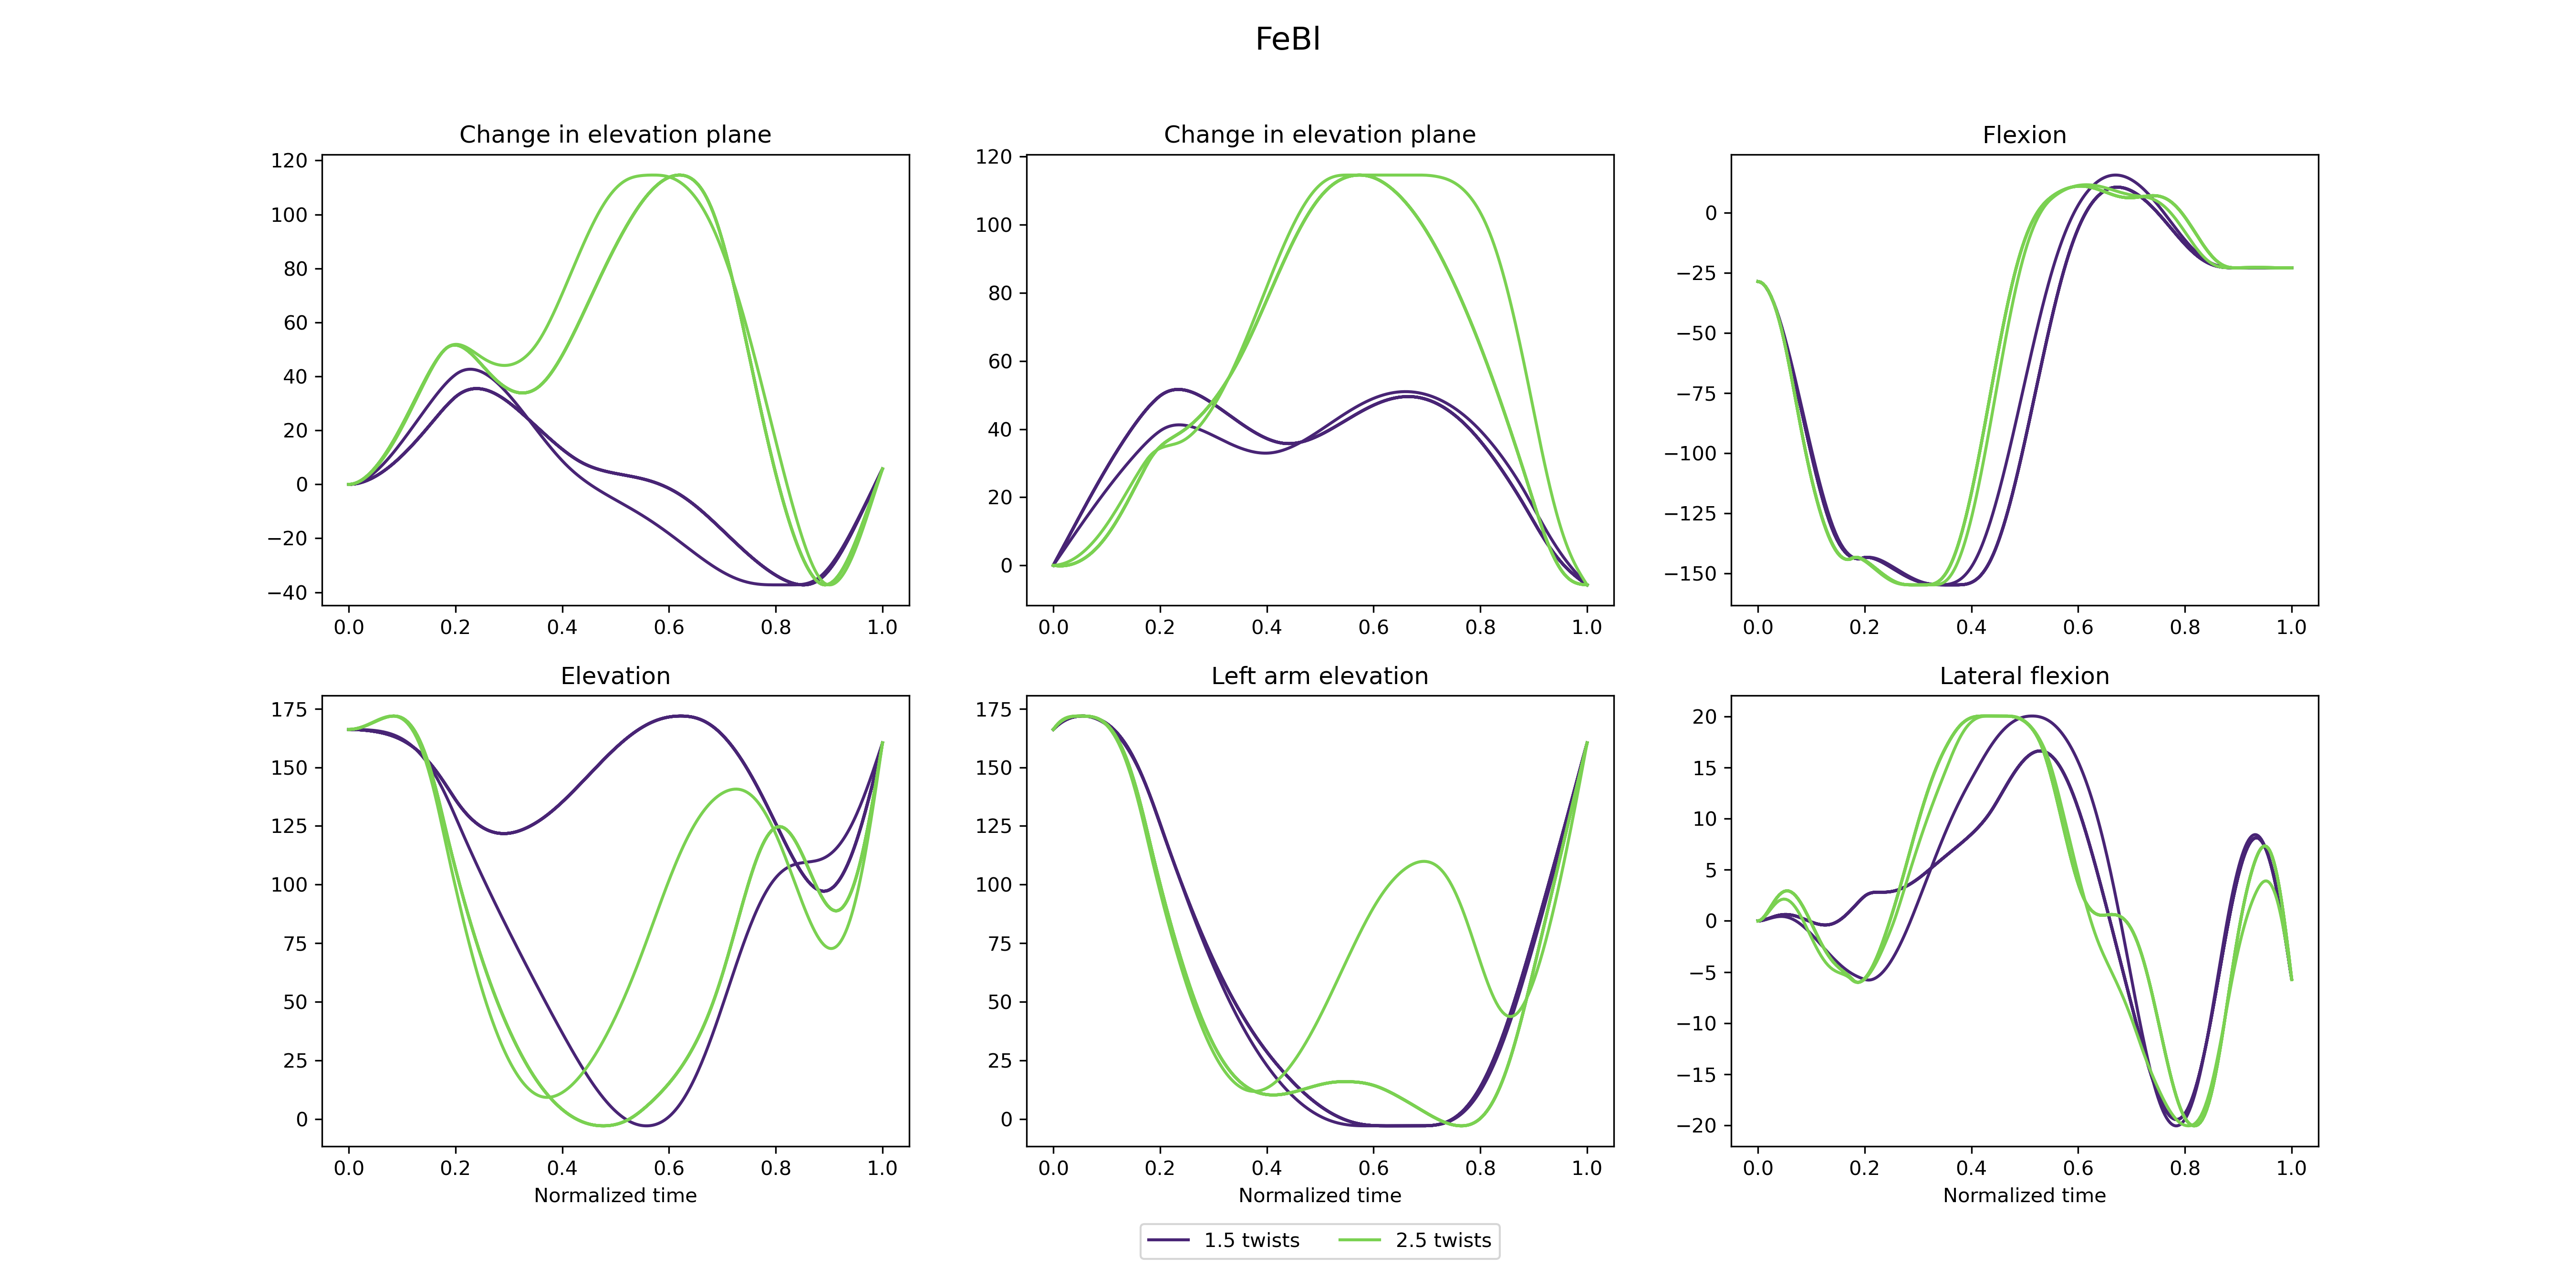 FeBl
Change in elevation plane
120
100
80
60
40
20
0
−20
−40
0.0 0.2 0.4 0.6 0.8 1.0
Change in elevation plane
120
100
80
60
40
20
0
0.0 0.2 0.4 0.6 0.8 1.0
Flexion
0
−25
−50
−75
−100
−125
−150
0.0 0.2 0.4 0.6 0.8 1.0
Elevation
175
150
125
100
75
50
25
0
0.0 0.2 0.4 0.6 0.8 1.0
Normalized time
Left arm elevation
175
150
125
100
75
50
25
0
0.0 0.2 0.4 0.6 0.8 1.0
Normalized time
Lateral flexion
20
15
10
5
0
−5
−10
−15
−20
0.0 0.2 0.4 0.6 0.8 1.0
Normalized time
1.5 twists 2.5 twists